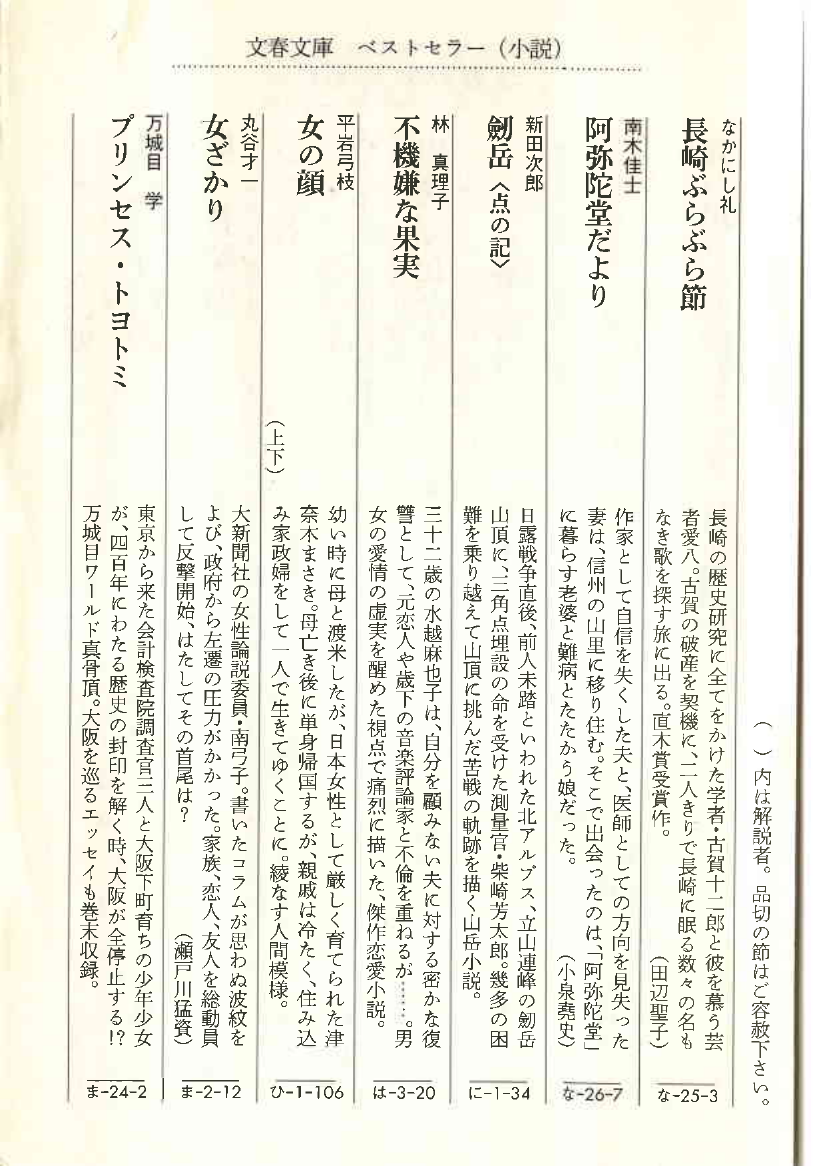 文春文庫　ベストセラー（小説）
（　）内は解説者。品切の節はご容赦下さい。
なかにし礼
長崎ぶらぶら節
長崎の歴史研究に全てをかけた学者・古賀十二郎と彼を慕う芸
者愛八。古賀の破産を契機に、二人きりで長崎に眠る数々の名も
なき歌を探す旅に出る。直木賞受賞作。
（田辺聖子）
な-25-3
南木佳士
阿弥陀堂だより
作家として自信を失くした夫と、医師としての方向を見失った
妻は、信州の山里に移り住む。そこで出会ったのは、「阿弥陀堂」
に暮らす老婆と難病とたたかう娘だった。
（小泉堯史）
な-26-7
新田次郎
劒岳〈点の記〉
日露戦争直後、前人未踏といわれた北アルプス、立山連峰の劒岳
山頂に、三角点埋設の命を受けた測量官・柴崎芳太郎。幾多の困
難を乗り越えて山頂に挑んだ苦戦の軌跡を描く山岳小説。
に-1-34
林　真理子
不機嫌な果実
三十二歳の水越麻也子は、自分を顧みない夫に対する密かな復
讐として、元恋人や歳下の音楽評論家と不倫を重ねるが……。男
女の愛情の虚実を醒めた視点で痛烈に描いた、傑作恋愛小説。
は-3-20
平岩弓枝
女の顔
（上下）
幼い時に母と渡米したが、日本女性として厳しく育てられた津
奈木まさき。母亡き後に単身帰国するが、親戚は冷たく、住み込
み家政婦をして一人で生きてゆくことに。綾なす人間模様。
ひ-1-106
丸谷才一
女ざかり
大新聞社の女性論説委員・南弓子。書いたコラムが思わぬ波紋を
よび、政府から左遷の圧力がかかった。家族、恋人、友人を総動員
して反撃開始、はたしてその首尾は？
（瀬戸川猛資）
ま-2-12
万城目　学
プリンセス・トヨトミ
東京から来た会計検査院調査官三人と大阪下町育ちの少年少女
が、四百年にわたる歴史の封印を解く時、大阪が全停止する!?
万城目ワールド真骨頂。大阪を巡るエッセイも巻末収録。
ま-24-2